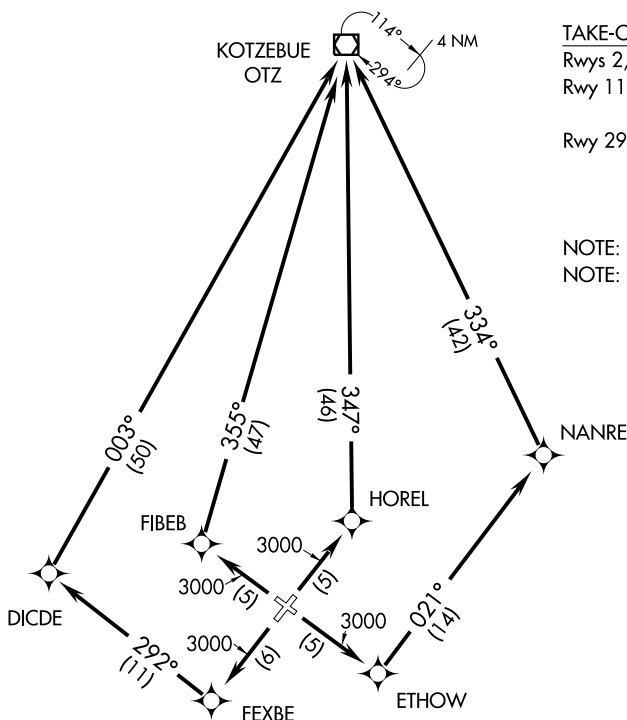 KOTZEBUE
OTZ
114°
294°
4 NM
TAKE-O
Rwys 2,
Rwy 11
Rwy 29
NOTE:
NOTE:
003°
(50)
355°
(47)
347°
(46)
334°
(42)
NANRE
HOREL
FIBEB
3000
(5)
3000
(5)
3000
(6)
3000
(5)
021°
(14)
DICDE
292°
(11)
FEXBE
ETHOW